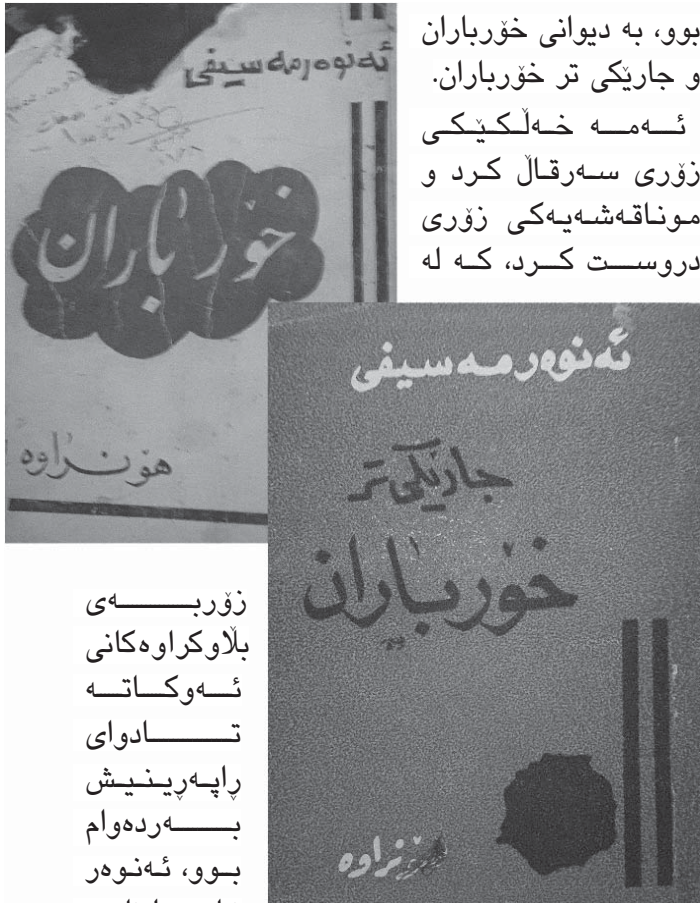 بوو، بە دیوانی خۆرباران
و جارێکی تر خۆرباران.
ئەمە خەڵکێکی
زۆری سەرقاڵ کرد و
موناقەشەیەکی زۆری
دروست کرد، کە لە
ئەنوەر مەسیفی
خۆرباران
هۆنراوە
ئەنوەر مەسیفی
جارێکی تر
خۆرباران
هۆنراوە
زۆربەی
بڵاوکراوەکانی
ئەوکاتە
تادوای
ڕاپەڕینیش
بەردەوام
بوو، ئەنوەر